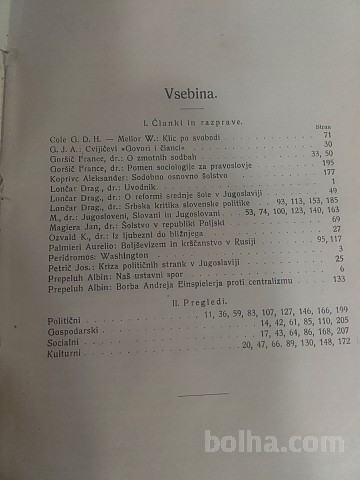 Vsebina.
I. Članki in razprave.
Stran
Cole G. D. H. — Mellor W.: Klic po svobodi 71
G. J. A.: Cvijićevi »Govori i članci« 30
Goršič France, dr.: O zmotnih sodbah 33, 50
Goršič France, dr.: Pomen sociologije za pravoslovje 195
Koprivc Aleksander: Sodobno osnovno šolstvo 177
Lončar Drag., dr.: Uvodnik 1
Lončar Drag., dr.: O reformi srednje šole v Jugoslaviji 49
Lončar Drag., dr.: Srbska kritika slovenske politike 93, 113, 153, 185
M., dr.: Jugosloveni, Slovani in Jugoslovani 53, 74, 100, 123, 140, 163
Magiera Jan, dr.: Šolstvo v republiki Poljski 69
Ozvald K., dr.: Iz ljubezni do bližnjega 27
Palmieri Aurelio: Boljševizem in krščanstvo v Rusiji 95, 117
Peridromos: Washington 3
Petrič Jos.: Kriza političnih strank v Jugoslaviji 25
Prepeluh Albin: Naš ustavni spor 6
Prepeluh Albin: Borba Andreja Einspielerja proti centralizmu 133
II. Pregledi.
Politični 11, 36, 59, 83, 107, 127, 146, 166, 199
Gospodarski 14, 42, 61, 85, 110, 205
Socialni 17, 43, 64, 86, 168, 207
Kulturni 20, 47, 66, 89, 130, 148, 172
bolha.com